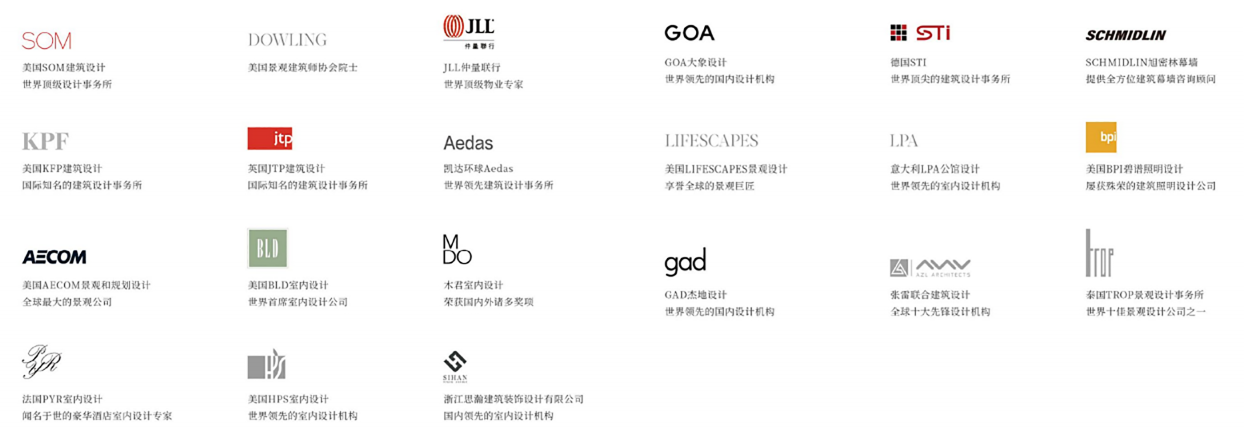 SOM
美国SOM建筑设计
世界顶级设计事务所
DOWLING
美国景观建筑师协会院士
JLL
仲量聯行
JLL仲量联行
世界顶级物业专家
GOA
GOA大象设计
世界领先的国内设计机构
STi
德国STI
世界顶尖的建筑设计事务所
SCHMIDLIN
SCHMIDLIN旭密林幕墙
提供全方位建筑幕墙咨询顾问
KPF
美国KFP建筑设计
国际知名的建筑设计事务所
jtp
英国JTP建筑设计
国际知名的建筑设计事务所
Aedas
凯达环球Aedas
世界领先建筑设计事务所
LIFESCAPES
美国LIFESCAPES景观设计
享誉全球的景观巨匠
LPA
意大利LPA公馆设计
世界领先的室内设计机构
bpi
美国BPI碧谱照明设计
屡获殊荣的建筑照明设计公司
AECOM
美国AECOM景观和规划设计
全球最大的景观公司
BLD
美国BLD室内设计
世界首席室内设计公司
M
DO
木君室内设计
荣获国内外诸多奖项
gad
GAD杰地设计
世界领先的国内设计机构
AZL ARCHITECTS
张雷联合建筑设计
全球十大先锋设计机构
TROP
泰国TROP景观设计事务所
世界十佳景观设计公司之一
PYR
法国PYR室内设计
闻名于世的豪华酒店室内设计专家
HPS
美国HPS室内设计
世界领先的室内设计机构
SIHAN
浙江思瀚建筑装饰设计有限公司
国内领先的室内设计机构